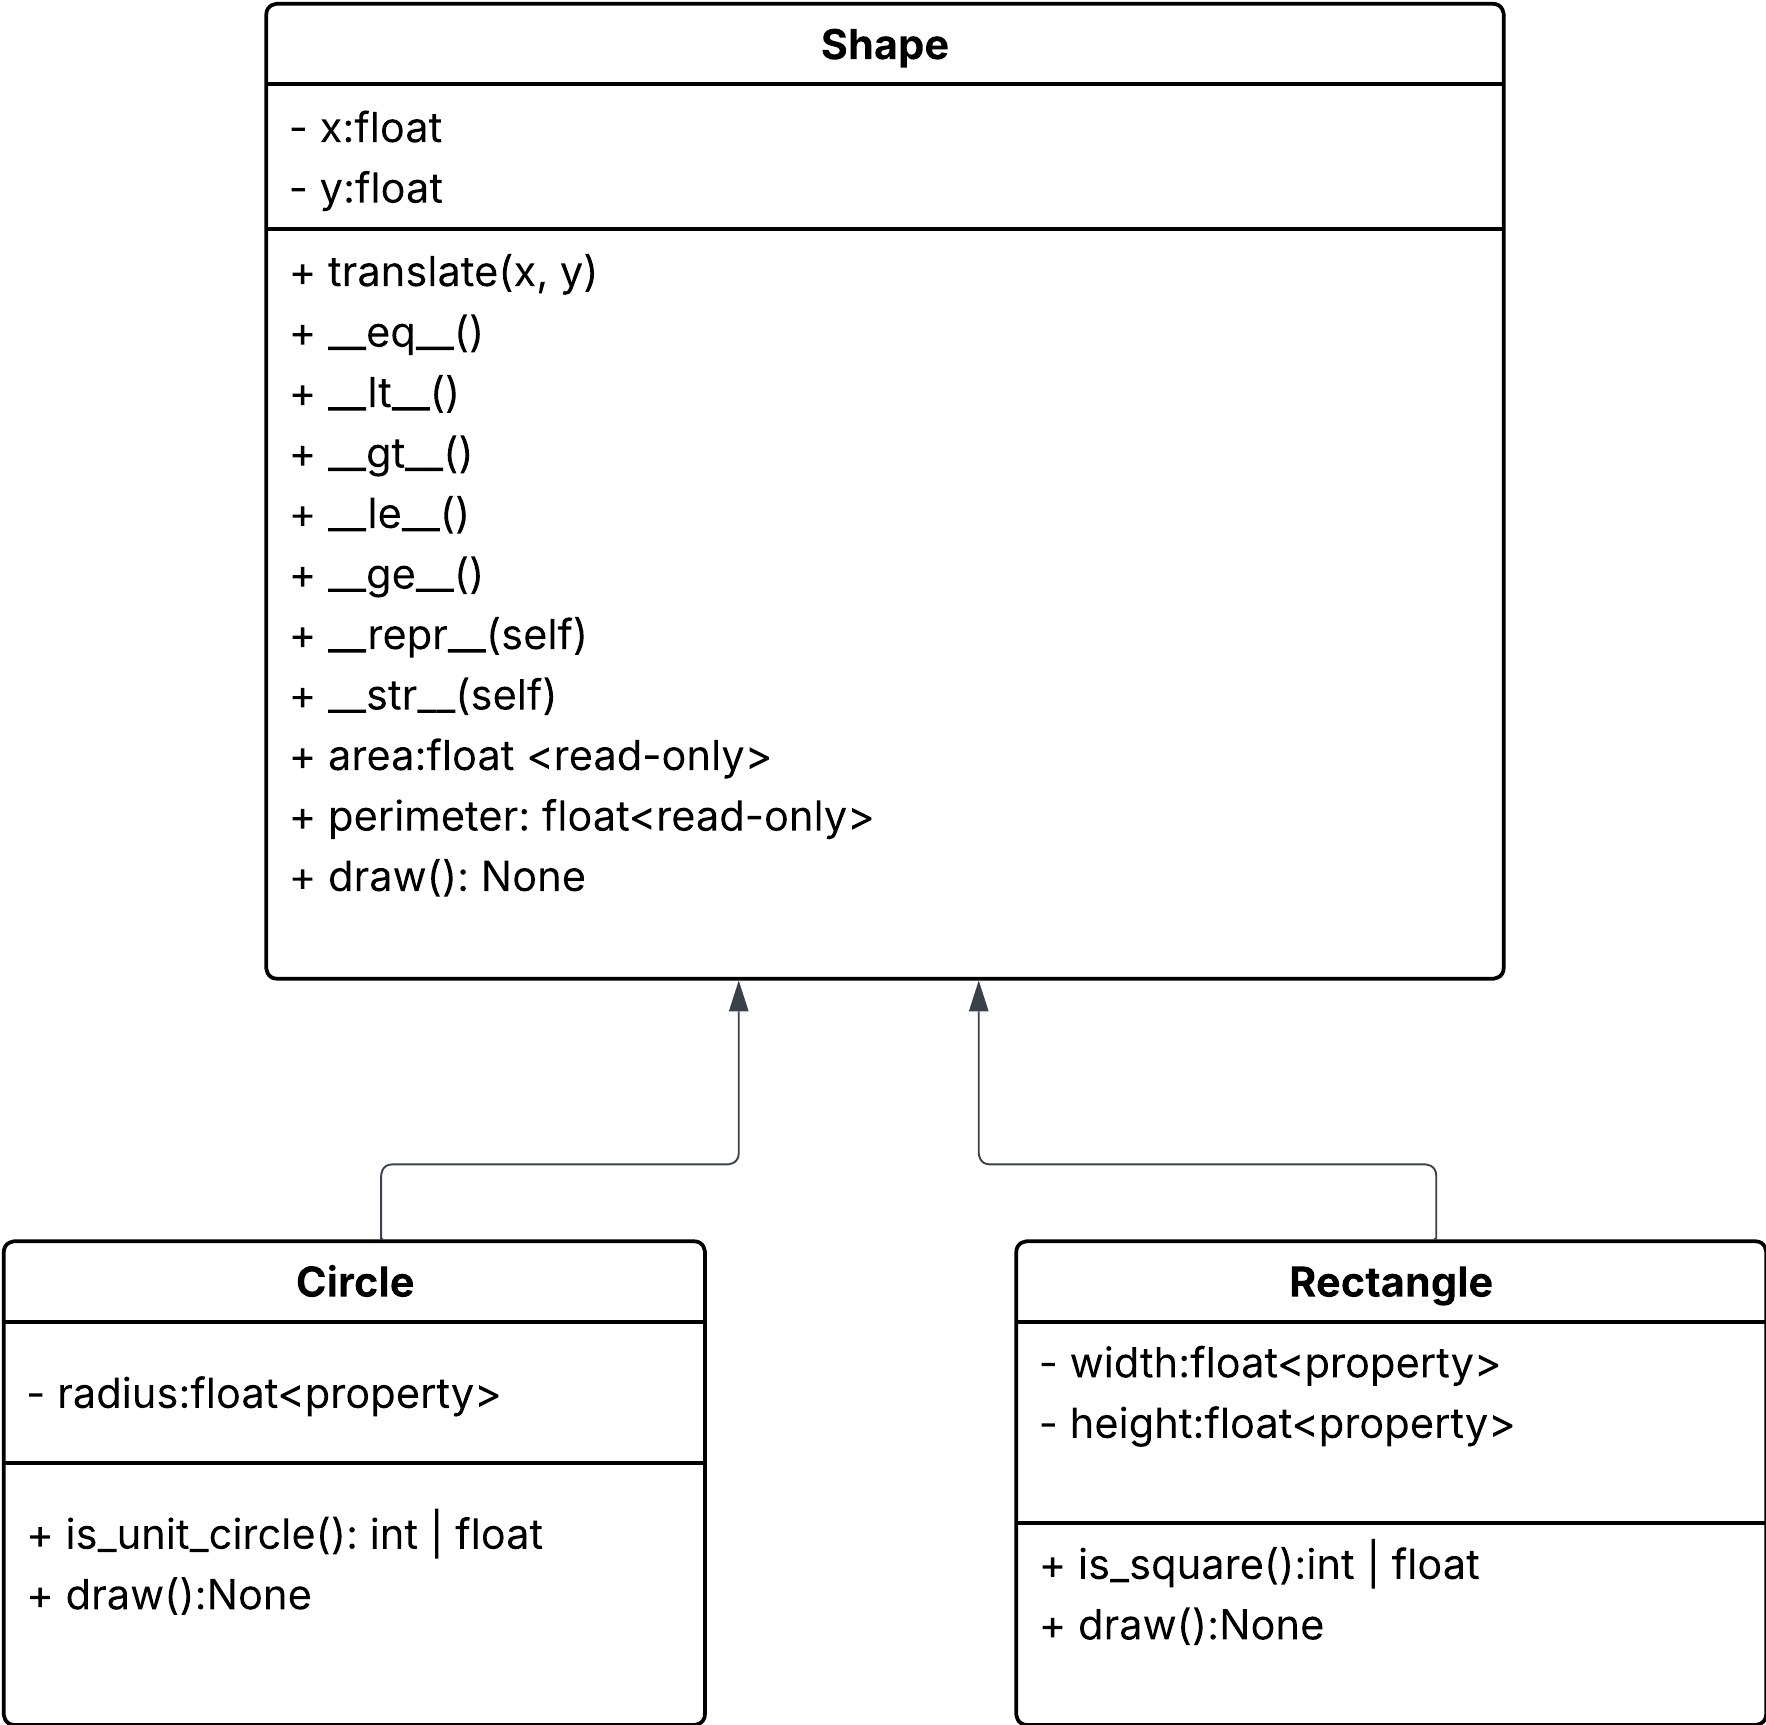 Shape
- x:float
- y:float
+ translate(x, y)
+ __eq__()
+ __lt__()
+ __gt__()
+ __le__()
+ __ge__()
+ __repr__(self)
+ __str__(self)
+ area:float <read-only>
+ perimeter: float<read-only>
+ draw(): None
Circle
- radius:float<property>
+ is_unit_circle(): int | float
+ draw():None
Rectangle
- width:float<property>
- height:float<property>
+ is_square():int | float
+ draw():None